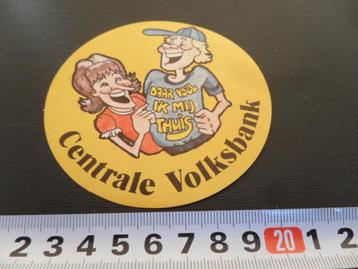 DAAR VOEL
IK MIJ
THUIS
Centrale Volksbank
2 3 4 5 6 7 8 9 20 1 2